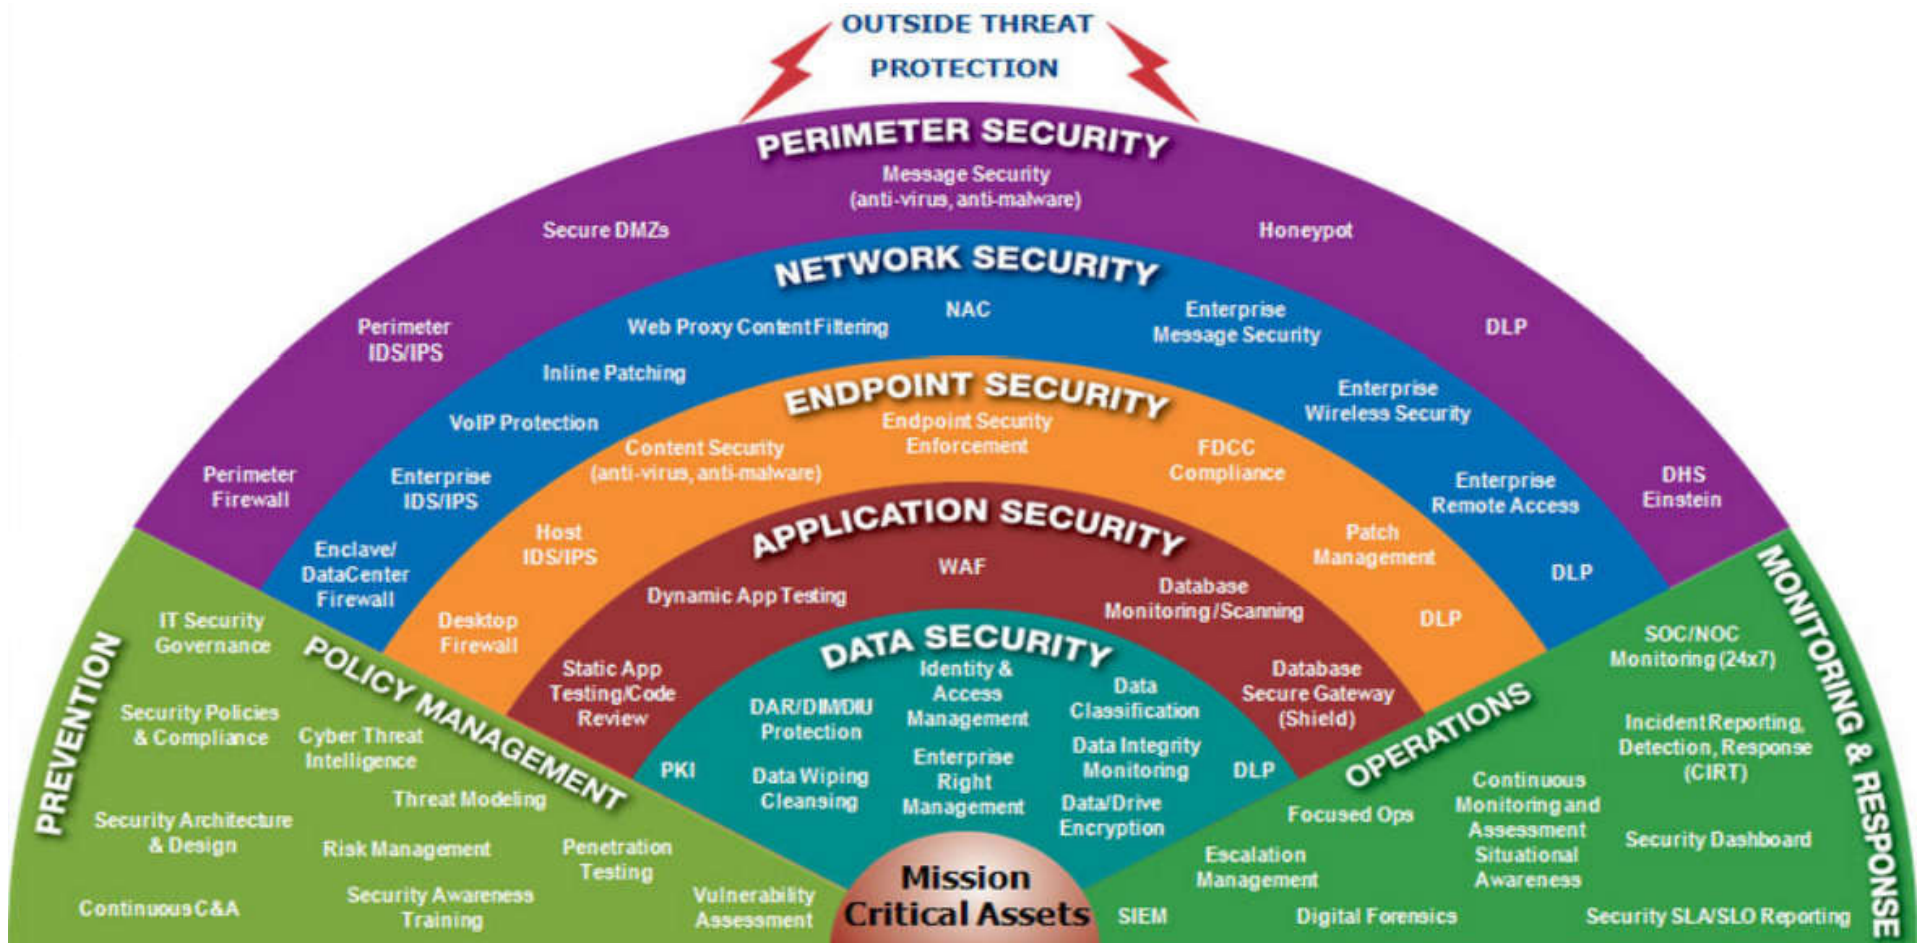 OUTSIDE THREAT
PROTECTION
PERIMETER SECURITY
Message Security
(anti-virus, anti-malware)
Secure DMZs
Honeypot
Perimeter
IDS/IPS
DLP
Perimeter
Firewall
DHS
Einstein
NETWORK SECURITY
NAC
Web Proxy Content Filtering
Enterprise
Message Security
Inline Patching
Enterprise
Wireless Security
VoIP Protection
Enterprise
IDS/IPS
Enterprise
Remote Access
Enclave/
DataCenter
Firewall
DLP
ENDPOINT SECURITY
Endpoint Security
Enforcement
Content Security
(anti-virus, anti-malware)
FDCC
Compliance
Host
IDS/IPS
Patch
Management
Desktop
Firewall
DLP
APPLICATION SECURITY
WAF
Dynamic App Testing
Database
Monitoring/Scanning
Static App
Testing/Code
Review
Database
Secure Gateway
(Shield)
DATA SECURITY
Identity &
Access
Management
DAR/DIM/DIU
Protection
Data
Classification
PKI
Data Wiping
Cleansing
Enterprise
Right
Management
Data Integrity
Monitoring
DLP
Data/Drive
Encryption
Mission
Critical Assets
PREVENTION
POLICY MANAGEMENT
IT Security
Governance
Security Policies
& Compliance
Cyber Threat
Intelligence
Threat Modeling
Security Architecture
& Design
Risk Management
Penetration
Testing
Continuous C&A
Security Awareness
Training
Vulnerability
Assessment
OPERATIONS
MONITORING & RESPONSE
SOC/NOC
Monitoring (24x7)
Incident Reporting,
Detection, Response
(CIRT)
Focused Ops
Continuous
Monitoring and
Assessment
Situational
Awareness
Security Dashboard
Escalation
Management
SIEM
Digital Forensics
Security SLA/SLO Reporting